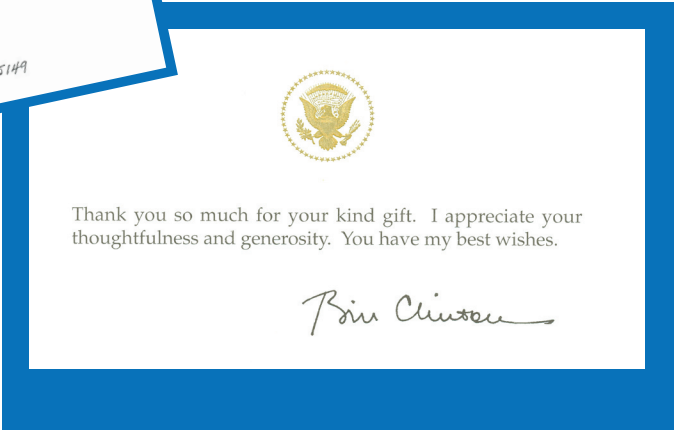 5149
Thank you so much for your kind gift. I appreciate your
thoughtfulness and generosity. You have my best wishes.
Bill Clinton